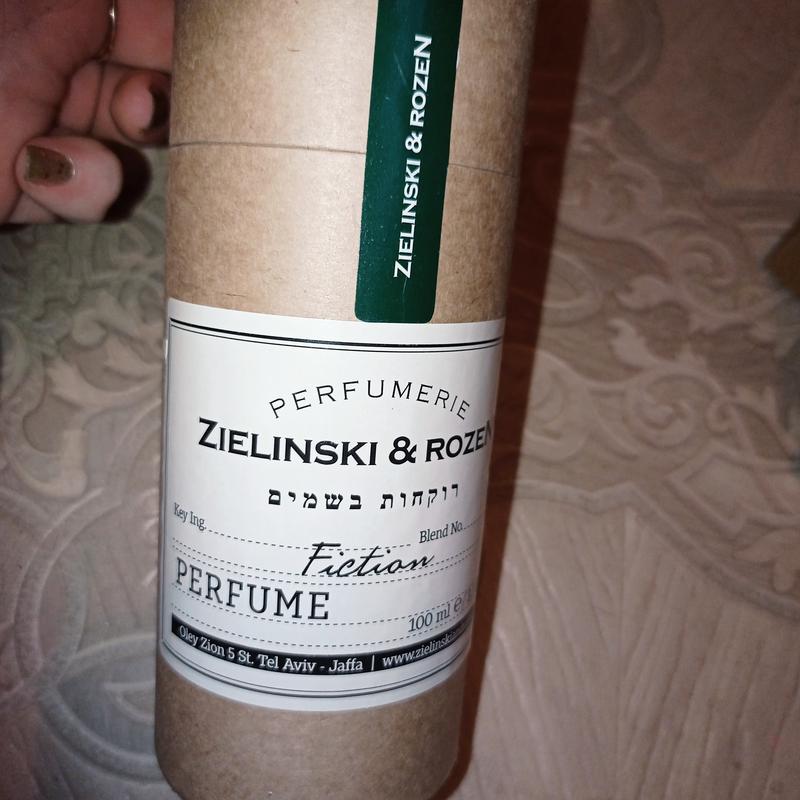 ZIELINSKI & ROZEN
PERFUMERIE
ZIELINSKI & ROZEN
רוקחות בשמים
Key Ing.
Blend No.
Fiction
PERFUME
100 ml e
Oley Zion 5 St. Tel Aviv - Jaffa |